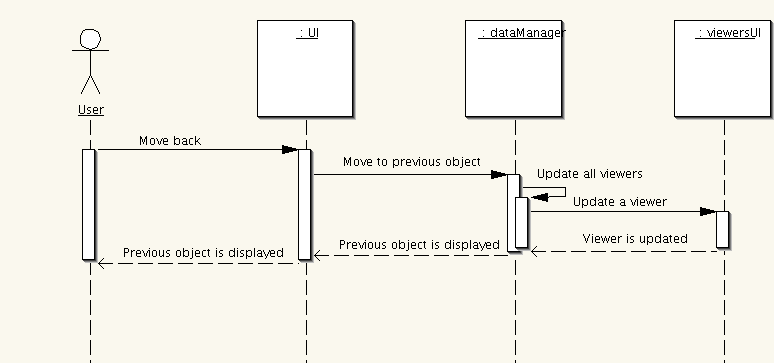 : UI
: dataManager
: viewersUI
User
Move back
Move to previous object
Update all viewers
Update a viewer
Viewer is updated
Previous object is displayed
Previous object is displayed